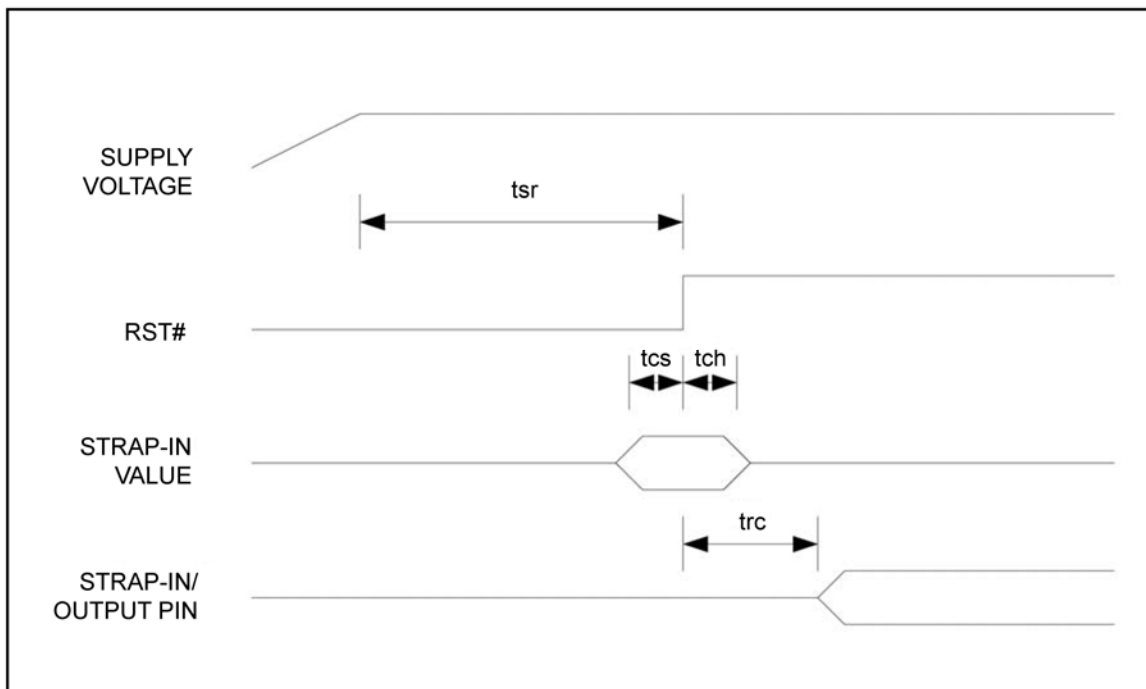 SUPPLY
VOLTAGE
tsr
RST#
tcs
tch
STRAP-IN
VALUE
trc
STRAP-IN/
OUTPUT PIN